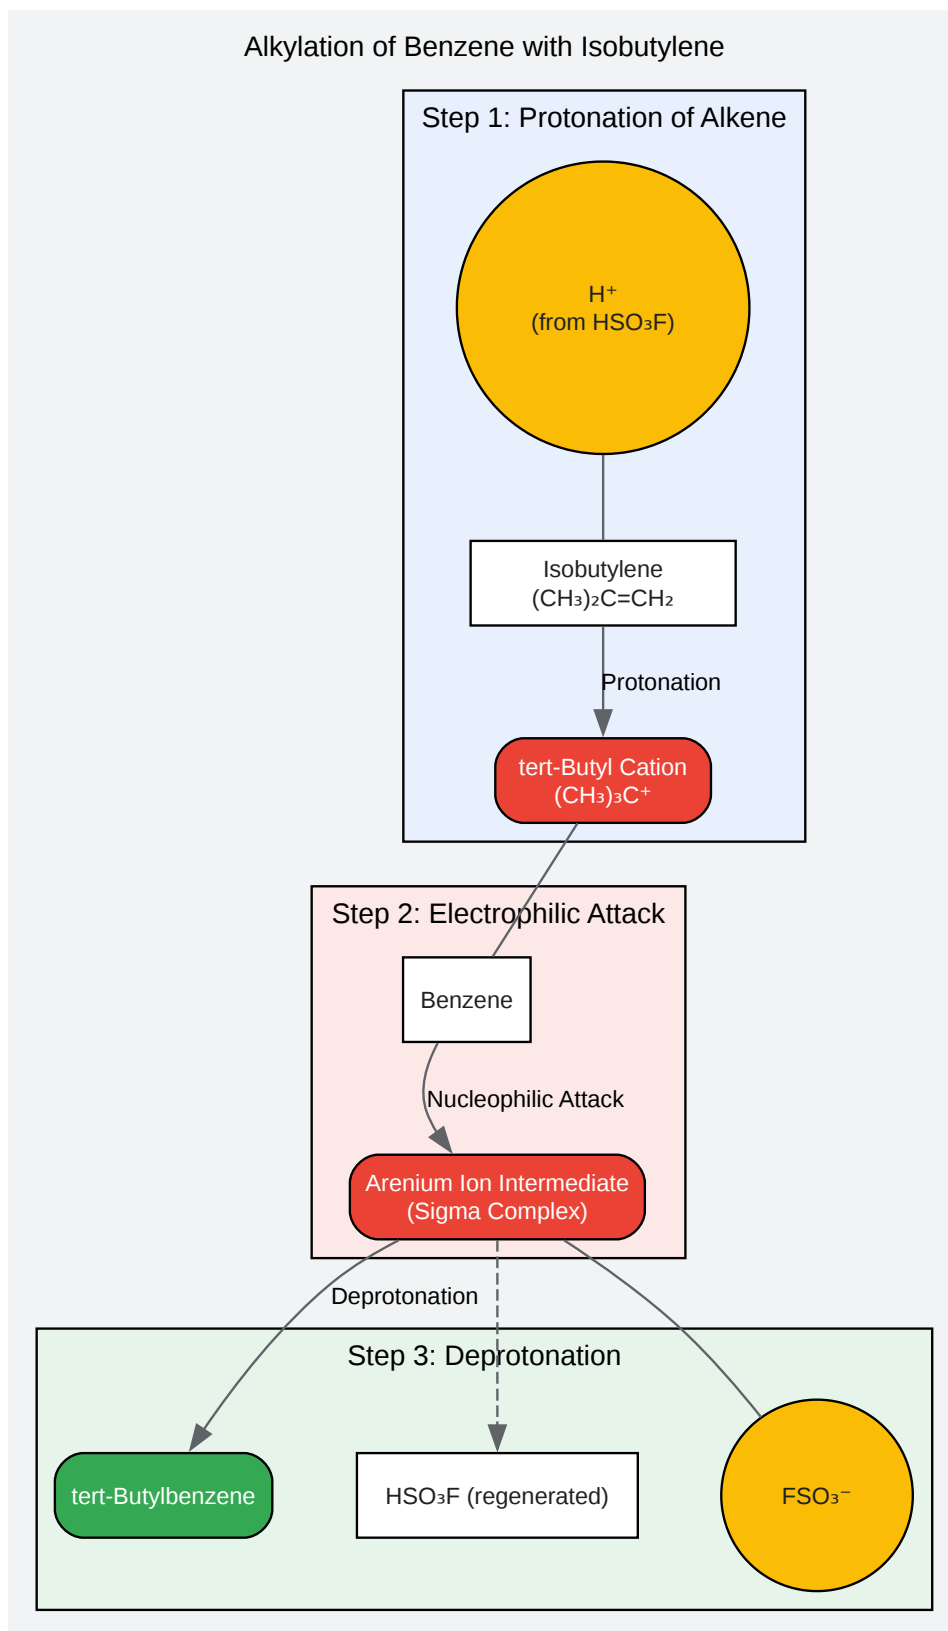 Alkylation of Benzene with Isobutylene
Step 1: Protonation of Alkene
H⁺
(from HSO₃F)
Isobutylene
(CH₃)₂C=CH₂
Protonation
tert-Butyl Cation
(CH₃)₃C⁺
Step 2: Electrophilic Attack
Benzene
Nucleophilic Attack
Arenium Ion Intermediate
(Sigma Complex)
Deprotonation
Step 3: Deprotonation
tert-Butylbenzene
HSO₃F (regenerated)
FSO₃⁻